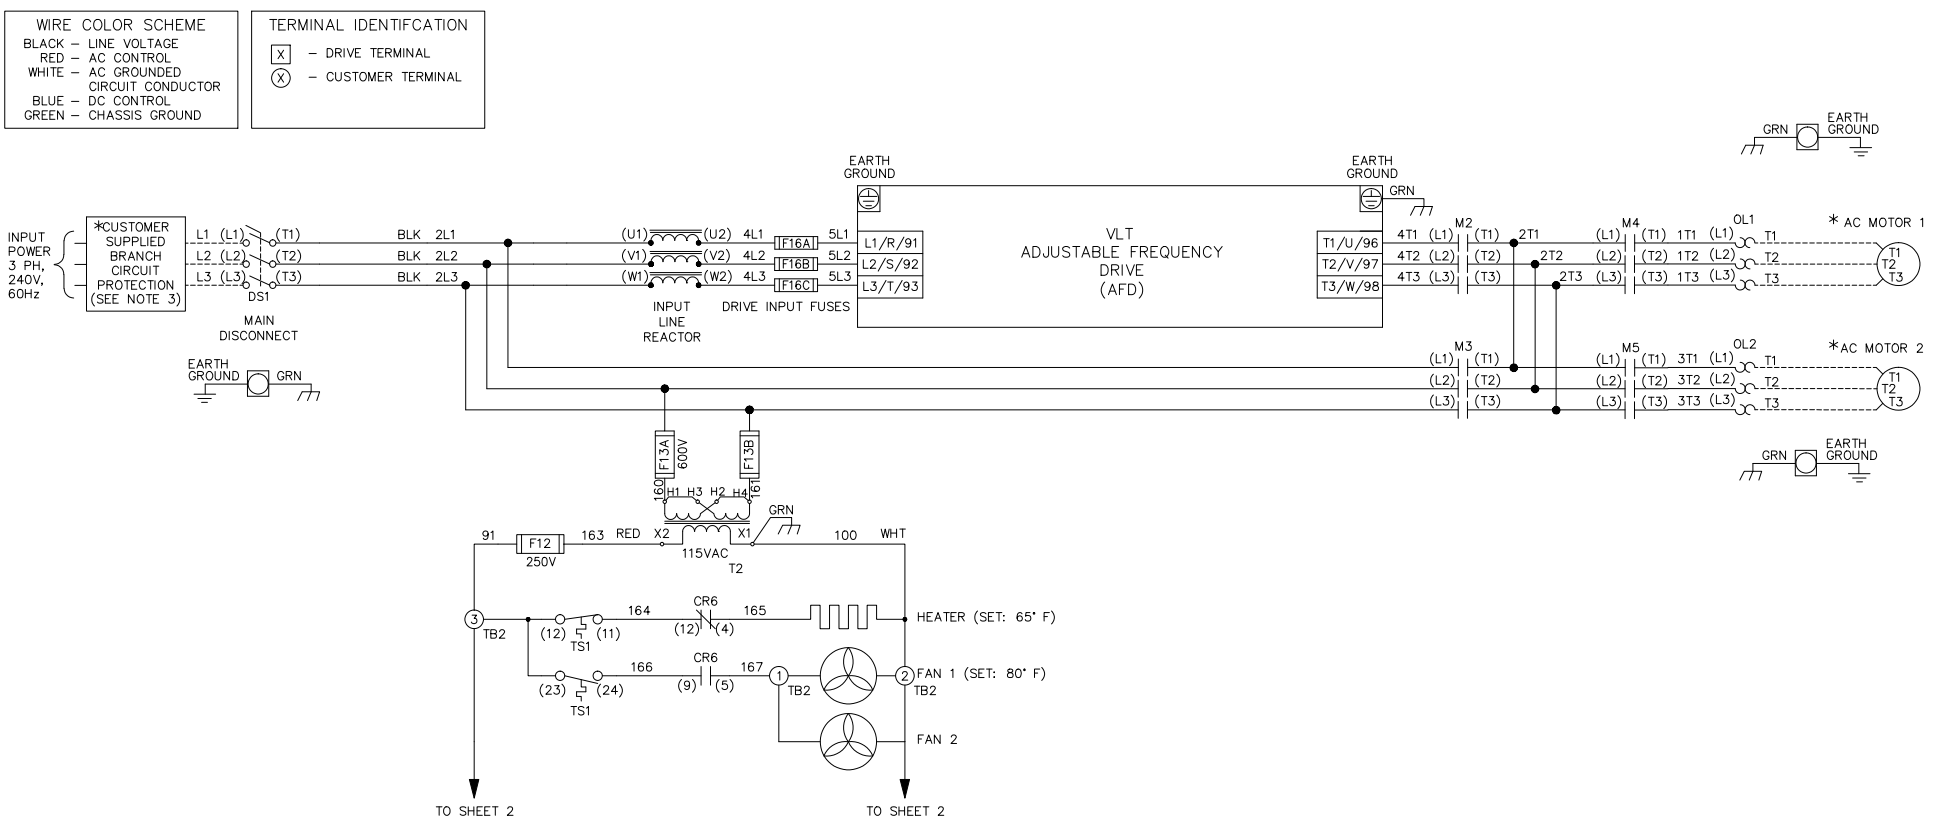 WIRE COLOR SCHEME
BLACK – LINE VOLTAGE
RED – AC CONTROL
WHITE – AC GROUNDED
CIRCUIT CONDUCTOR
BLUE – DC CONTROL
GREEN – CHASSIS GROUND
TERMINAL IDENTIFCATION
X – DRIVE TERMINAL
X – CUSTOMER TERMINAL
GRN
EARTH
GROUND
EARTH
GROUND
EARTH
GROUND
GRN
INPUT
POWER
3 PH,
240V,
60Hz
*CUSTOMER
SUPPLIED
BRANCH
CIRCUIT
PROTECTION
(SEE NOTE 3)
L1 (L1) (T1) BLK 2L1 (U1) (U2) 4L1 F16A 5L1 L1/R/91
L2 (L2) (T2) BLK 2L2 (V1) (V2) 4L2 F16B 5L2 L2/S/92
L3 (L3) (T3) BLK 2L3 (W1) (W2) 4L3 F16C 5L3 L3/T/93
DS1
MAIN
DISCONNECT
INPUT
LINE
REACTOR
DRIVE INPUT FUSES
VLT
ADJUSTABLE FREQUENCY
DRIVE
(AFD)
M2 M4 OL1 * AC MOTOR 1
T1/U/96 4T1 (L1) (T1) 2T1 (L1) (T1) 1T1 (L1) T1 T1
T2/V/97 4T2 (L2) (T2) 2T2 (L2) (T2) 1T2 (L2) T2 T2
T3/W/98 4T3 (L3) (T3) 2T3 (L3) (T3) 1T3 (L3) T3 T3
EARTH
GROUND
GRN
M3 M5 OL2 *AC MOTOR 2
(L1) (T1) (L1) (T1) 3T1 (L1) T1 T1
(L2) (T2) (L2) (T2) 3T2 (L2) T2 T2
(L3) (T3) (L3) (T3) 3T3 (L3) T3 T3
GRN
EARTH
GROUND
F13A
600V
F13B
160
H1 H3 H2 H4
161
GRN
91 F12 163 RED X2 X1 100 WHT
250V
115VAC
T2
3
TB2
(12) (11)
TS1
164
CR6
(12) (4)
165
HEATER (SET: 65° F)
(23) (24)
TS1
166
CR6
(9) (5)
167
1
TB2
2
TB2
FAN 1 (SET: 80° F)
FAN 2
TO SHEET 2
TO SHEET 2